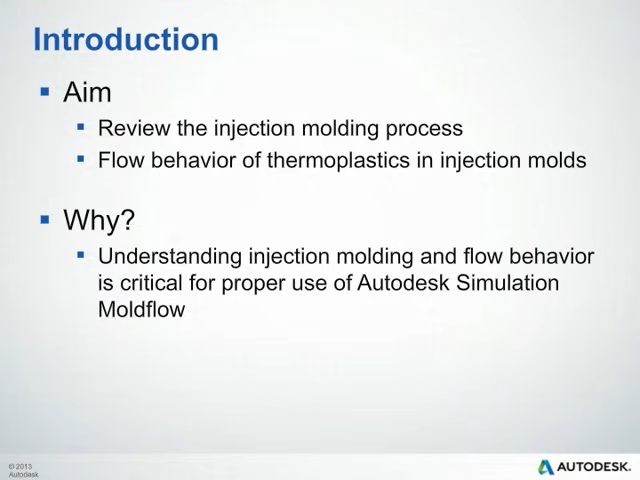 Introduction
Aim
Review the injection molding process
Flow behavior of thermoplastics in injection molds
Why?
Understanding injection molding and flow behavior
is critical for proper use of Autodesk Simulation
Moldflow
© 2013
Autodesk
AUTODESK.